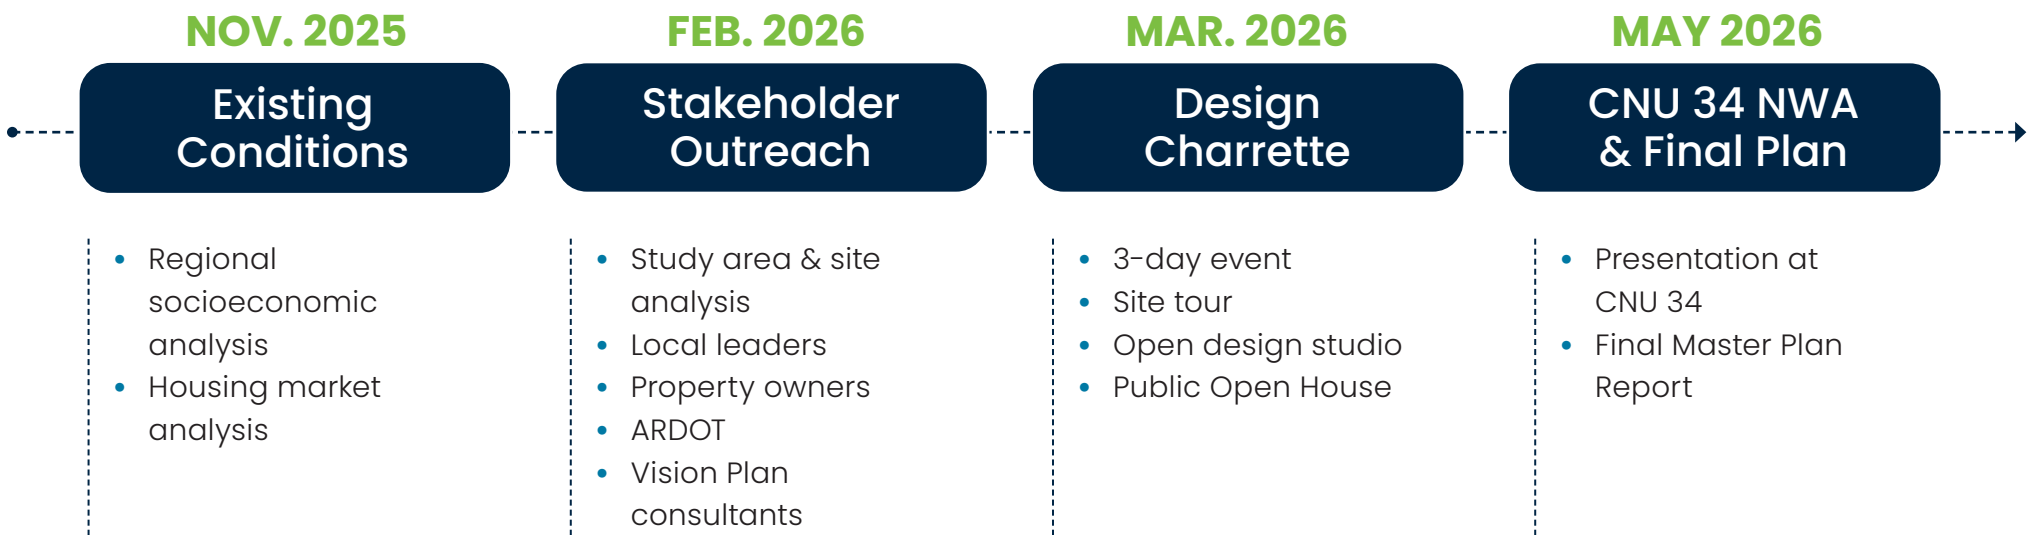 NOV. 2025
Existing
Conditions
• Regional
socioeconomic
analysis
• Housing market
analysis
FEB. 2026
Stakeholder
Outreach
• Study area & site
analysis
• Local leaders
• Property owners
• ARDOT
• Vision Plan
consultants
MAR. 2026
Design
Charrette
• 3-day event
• Site tour
• Open design studio
• Public Open House
MAY 2026
CNU 34 NWA
& Final Plan
• Presentation at
CNU 34
• Final Master Plan
Report